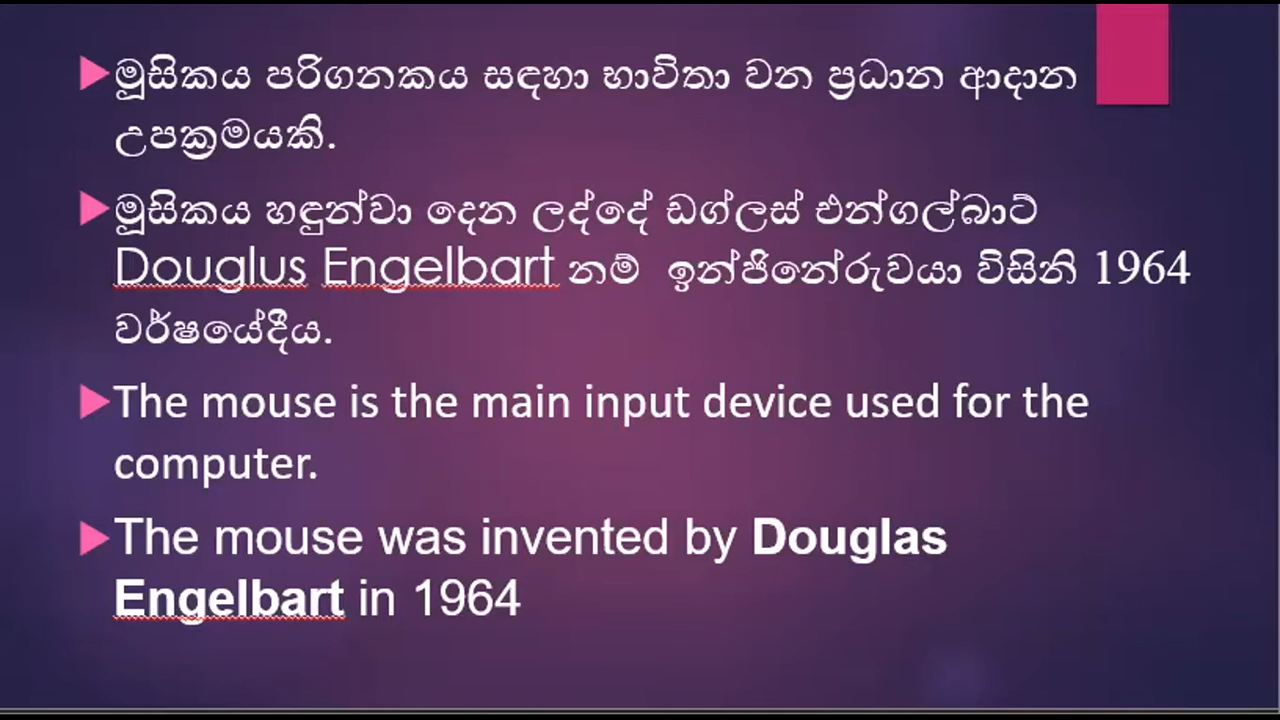 මූසිකය පරිගනකය සඳහා භාවිතා වන ප්‍රධාන ආදාන
උපක්‍රමයකි.
මූසිකය හඳුන්වා දෙන ලද්දේ ඩග්ලස් එන්ගල්බාට්
Douglus Engelbart නම් ඉන්ජිනේරුවයා විසිනි 1964
වර්ෂයේදීය.
The mouse is the main input device used for the
computer.
The mouse was invented by Douglas
Engelbart in 1964